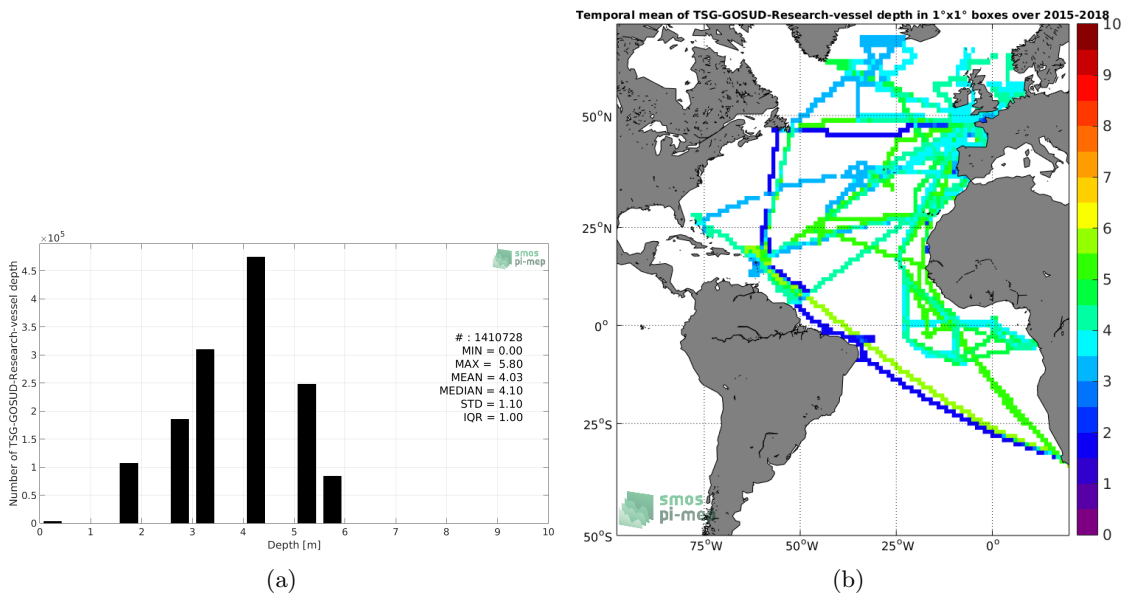 ×10⁵
Number of TSG-GOSUD-Research-vessel depth
4.5
4
3.5
3
2.5
2
1.5
1
0.5
0
0 1 2 3 4 5 6 7 8 9 10
Depth [m]
smos
pi-mep
# : 1410728
MIN = 0.00
MAX = 5.80
MEAN = 4.03
MEDIAN = 4.10
STD = 1.10
IQR = 1.00
(a)
Temporal mean of TSG-GOSUD-Research-vessel depth in 1°x1° boxes over 2015-2018
50°N
25°N
0°
25°S
50°S
75°W 50°W 25°W 0°
smos
pi-mep
10
9
8
7
6
5
4
3
2
1
0
(b)